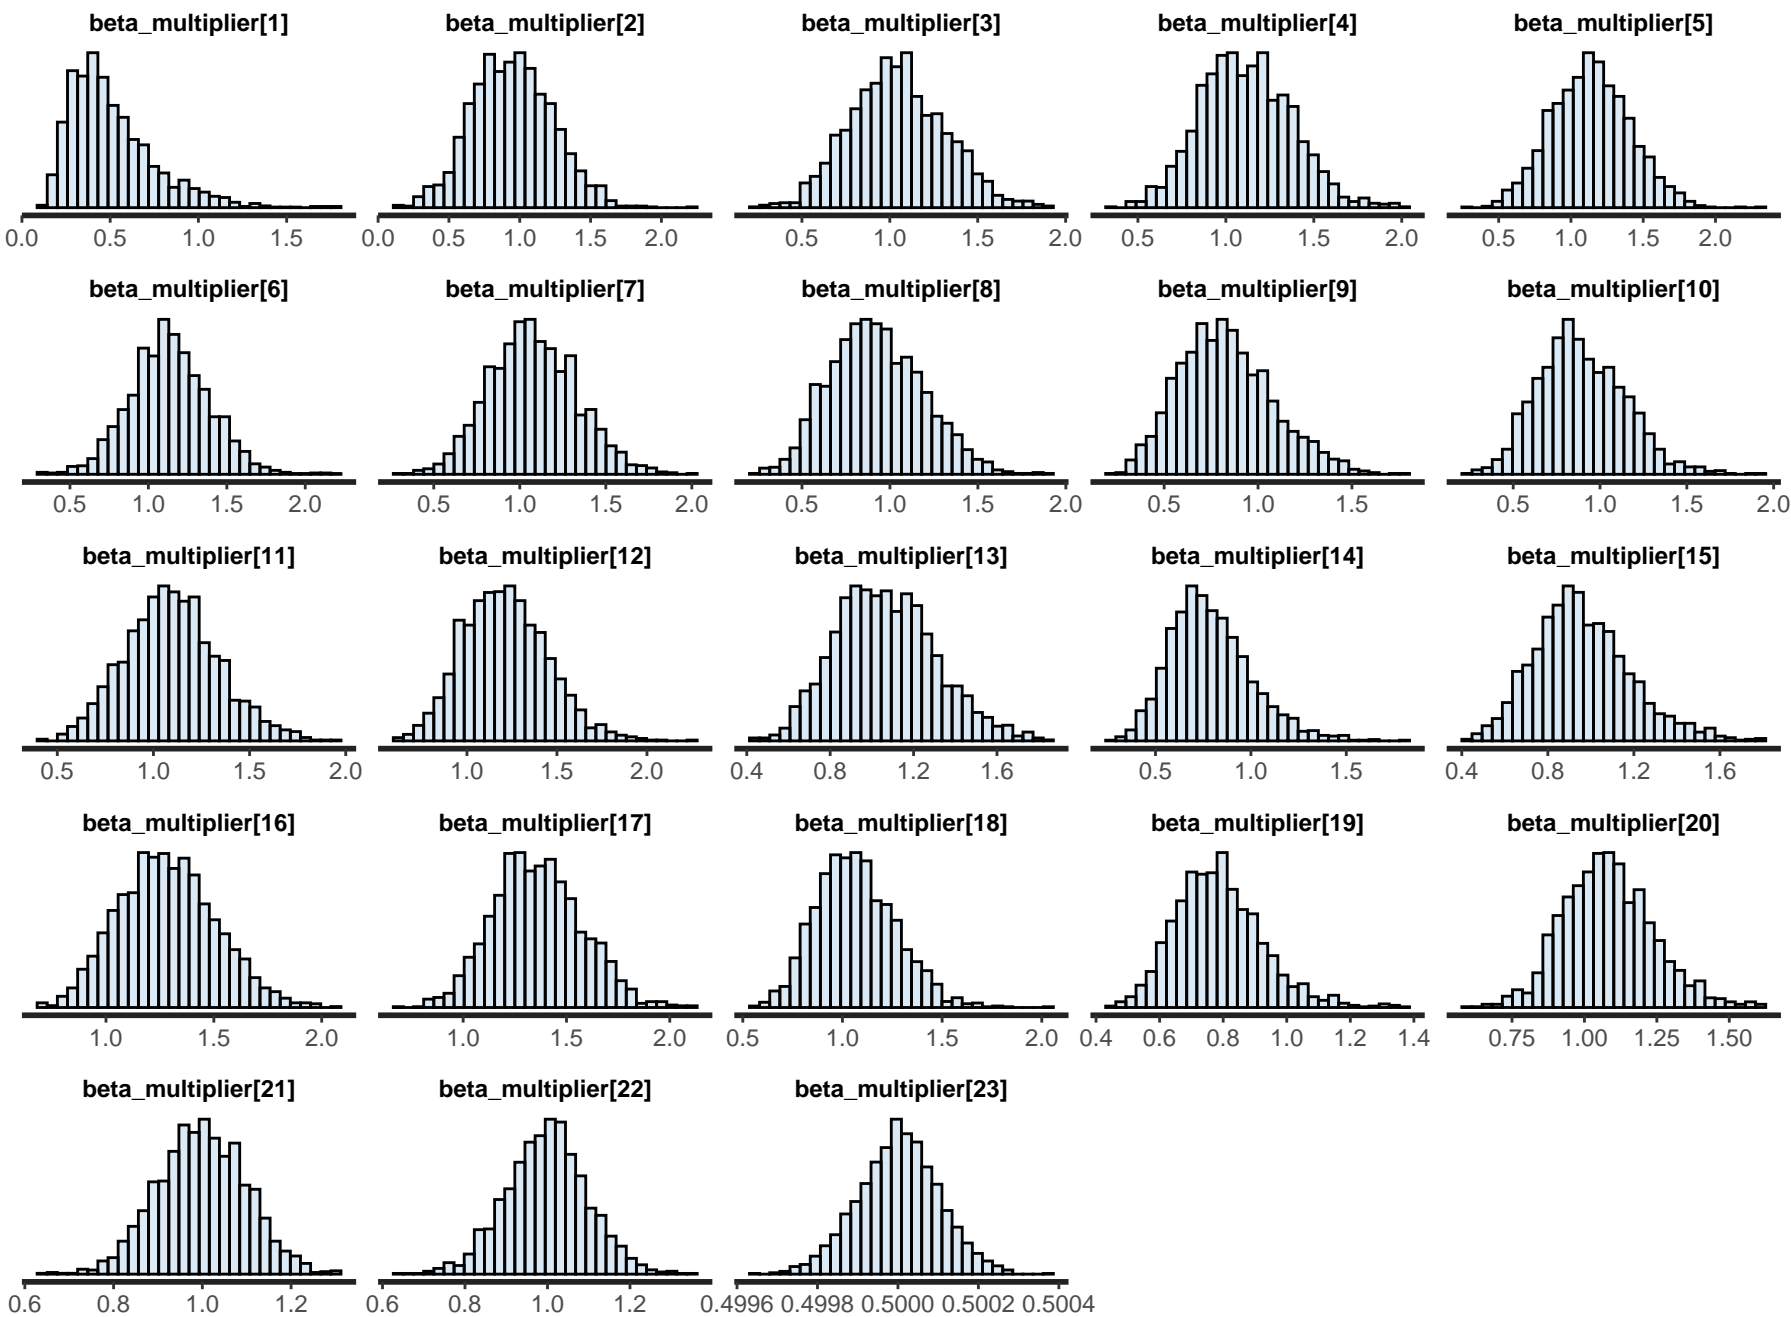 beta_multiplier[1] beta_multiplier[2] beta_multiplier[3] beta_multiplier[4] beta_multiplier[5]
0.0 0.5 1.0 1.5 0.0 0.5 1.0 1.5 2.0 0.5 1.0 1.5 2.0 0.5 1.0 1.5 2.0 0.5 1.0 1.5 2.0
beta_multiplier[6] beta_multiplier[7] beta_multiplier[8] beta_multiplier[9] beta_multiplier[10]
0.5 1.0 1.5 2.0 0.5 1.0 1.5 2.0 0.5 1.0 1.5 2.0 0.5 1.0 1.5 0.5 1.0 1.5 2.0
beta_multiplier[11] beta_multiplier[12] beta_multiplier[13] beta_multiplier[14] beta_multiplier[15]
0.5 1.0 1.5 2.0 1.0 1.5 2.0 0.4 0.8 1.2 1.6 0.5 1.0 1.5 0.4 0.8 1.2 1.6
beta_multiplier[16] beta_multiplier[17] beta_multiplier[18] beta_multiplier[19] beta_multiplier[20]
1.0 1.5 2.0 1.0 1.5 2.0 0.5 1.0 1.5 2.0 0.4 0.6 0.8 1.0 1.2 1.4 0.75 1.00 1.25 1.50
beta_multiplier[21] beta_multiplier[22] beta_multiplier[23]
0.6 0.8 1.0 1.2 0.6 0.8 1.0 1.2 0.4996 0.4998 0.5000 0.5002 0.5004